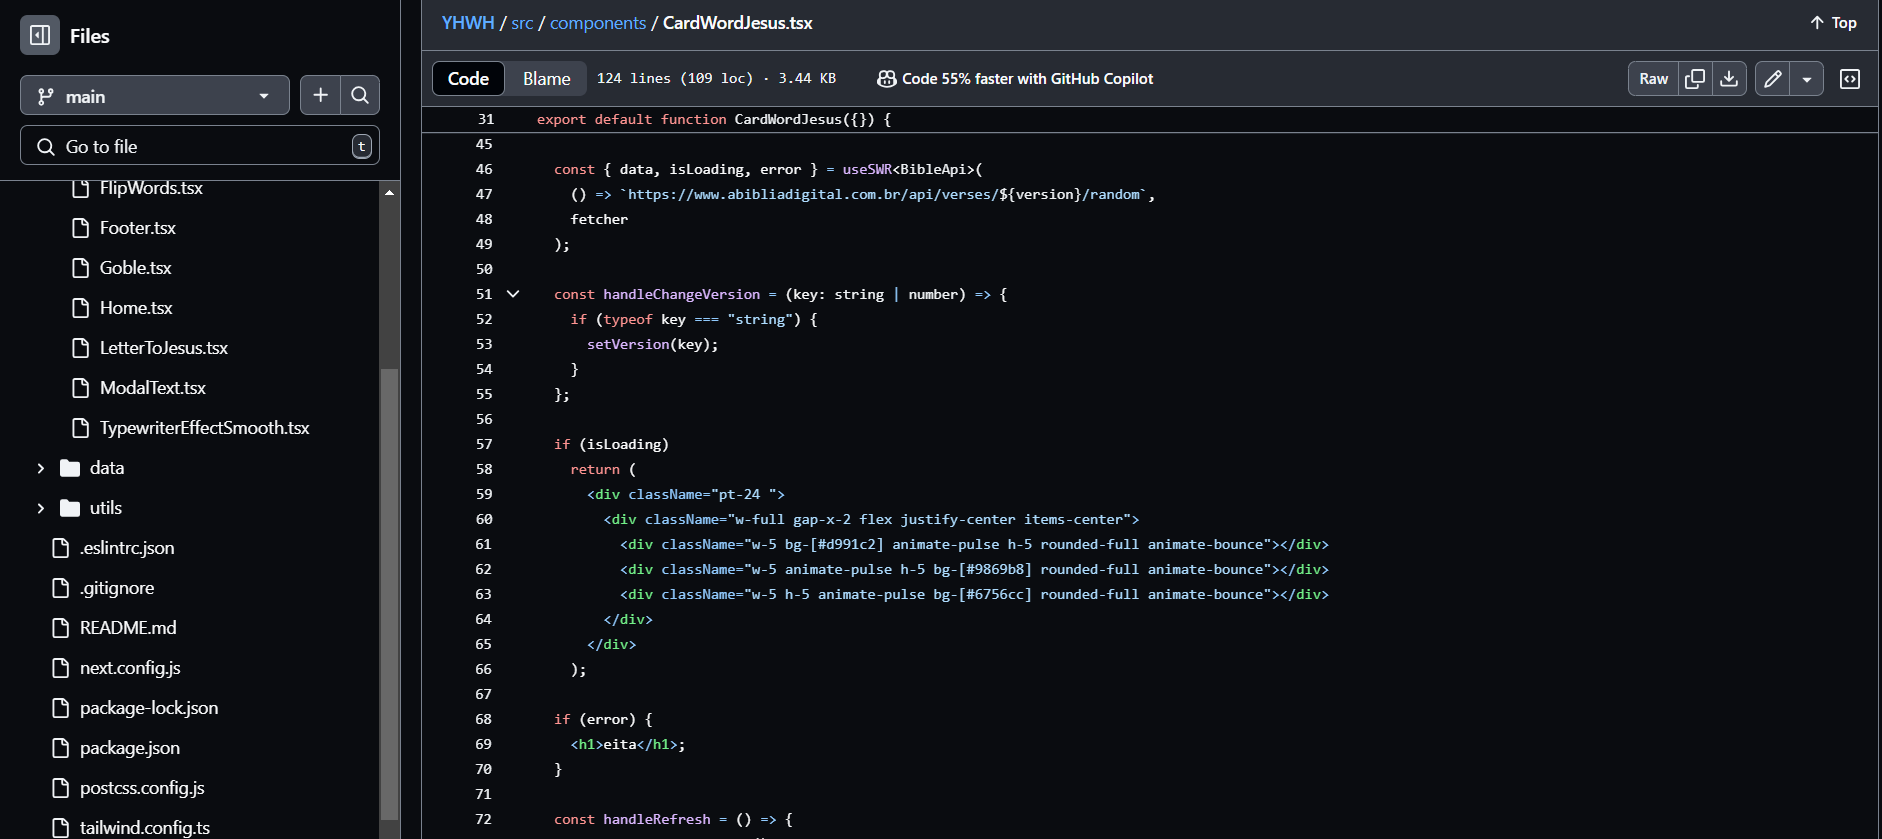 Files
main
Go to file
t
FlipWords.tsx
Footer.tsx
Goble.tsx
Home.tsx
LetterToJesus.tsx
ModalText.tsx
TypewriterEffectSmooth.tsx
data
utils
.eslintrc.json
.gitignore
README.md
next.config.js
package-lock.json
package.json
postcss.config.js
tailwind.config.ts
YHWH / src / components / CardWordJesus.tsx
Top
Code Blame 124 lines (109 loc) · 3.44 KB Code 55% faster with GitHub Copilot Raw
31 export default function CardWordJesus({}) {
45
46 const { data, isLoading, error } = useSWR<BibleApi>(
47 () => `https://www.abibliadigital.com.br/api/verses/${version}/random`,
48 fetcher
49 );
50
51 const handleChangeVersion = (key: string | number) => {
52 if (typeof key === "string") {
53 setVersion(key);
54 }
55 };
56
57 if (isLoading)
58 return (
59 <div className="pt-24 ">
60 <div className="w-full gap-x-2 flex justify-center items-center">
61 <div className="w-5 bg-[#d991c2] animate-pulse h-5 rounded-full animate-bounce"></div>
62 <div className="w-5 animate-pulse h-5 bg-[#9869b8] rounded-full animate-bounce"></div>
63 <div className="w-5 h-5 animate-pulse bg-[#6756cc] rounded-full animate-bounce"></div>
64 </div>
65 </div>
66 );
67
68 if (error) {
69 <h1>eita</h1>;
70 }
71
72 const handleRefresh = () => {